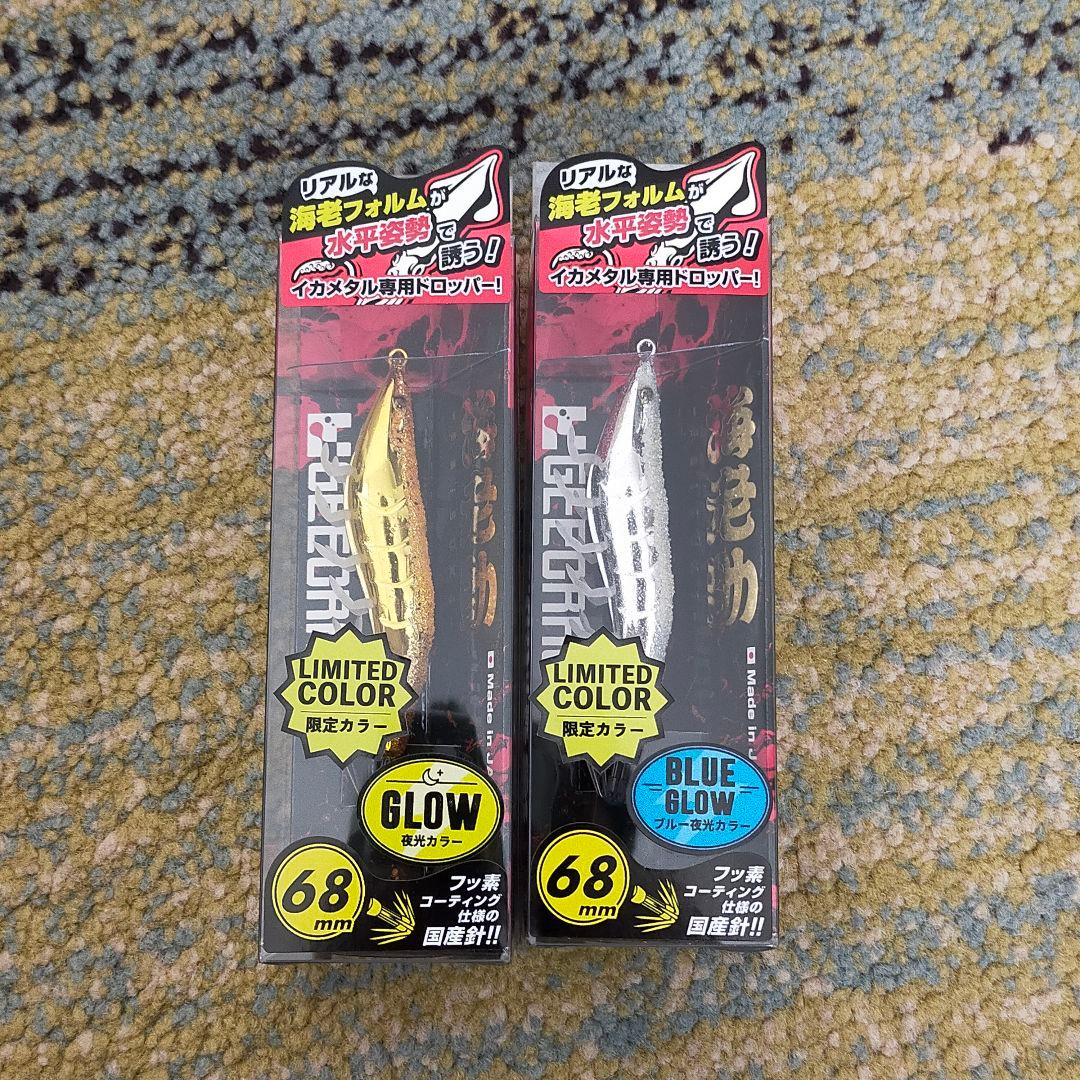 リアルな
海老フォルムが
水平姿勢で
誘う!
イカメタル専用ドロッパー!
LIMITED
COLOR
限定カラー
GLOW
夜光カラー
68
mm
フッ素
コーティング
仕様の
国産針!!
Made in
リアルな
海老フォルムが
水平姿勢で
誘う!
イカメタル専用ドロッパー!
海老助
LIMITED
COLOR
限定カラー
BLUE
GLOW
ブルー夜光カラー
68
mm
フッ素
コーティング
仕様の
国産針!!
Made in